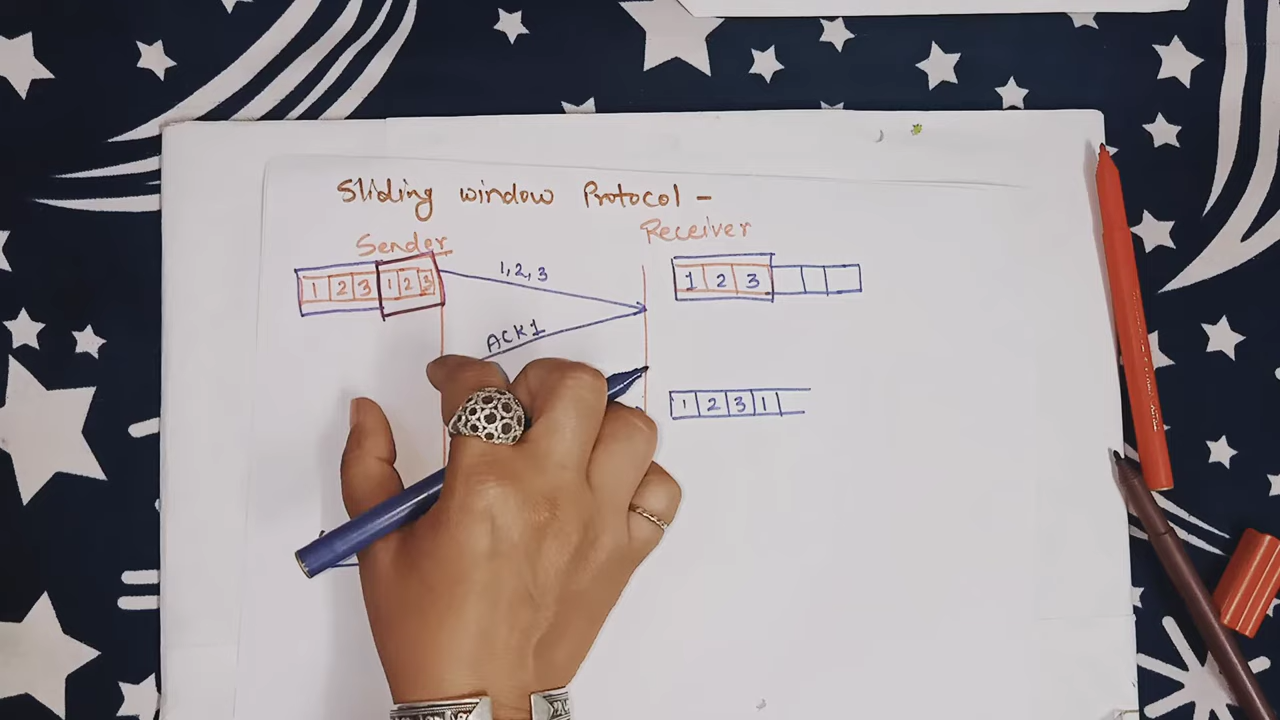 Sliding window Protocol -
Sender
Receiver
1 2 3 1 2 3
1, 2, 3
1 2 3
ACK1
1 2 3 1